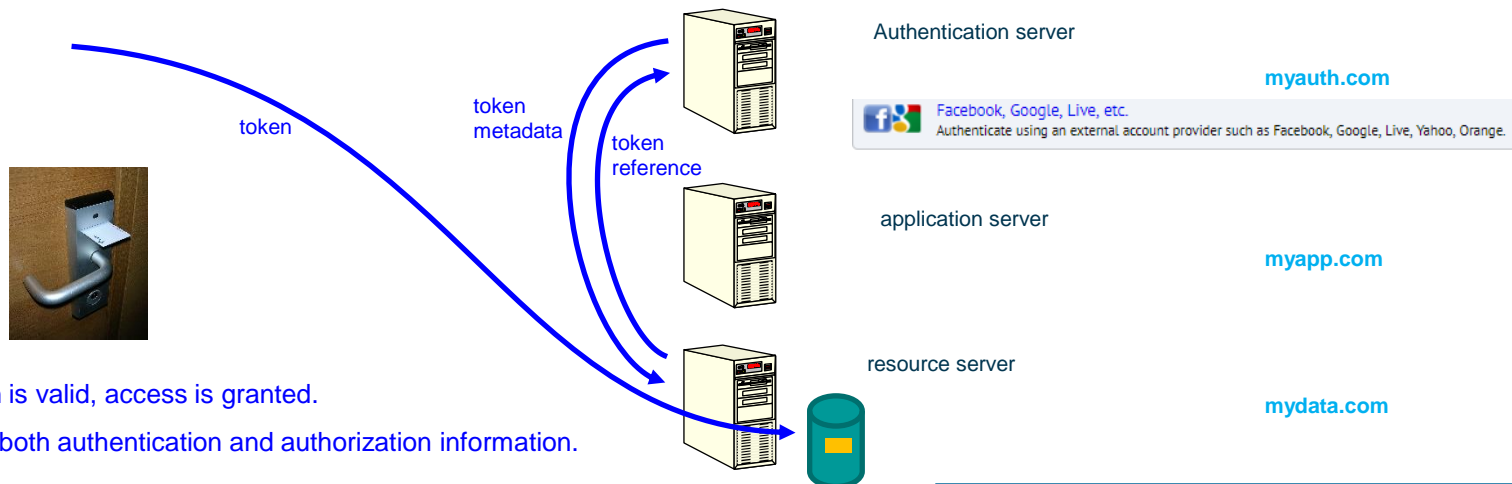 Authentication server
myauth.com
token
metadata
Facebook, Google, Live, etc.
Authenticate using an external account provider such as Facebook, Google, Live, Yahoo, Orange.
token
token
reference
application server
myapp.com
resource server
is valid, access is granted.
mydata.com
both authentication and authorization information.